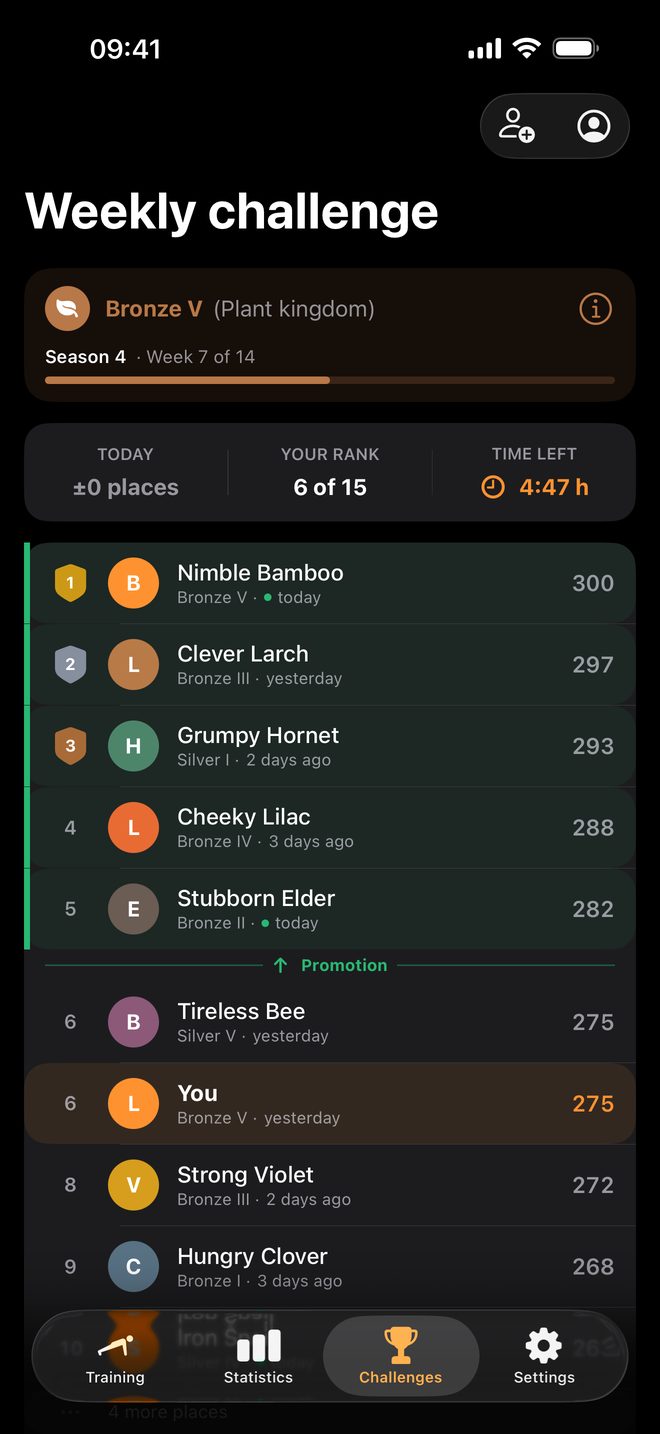 09:41
Weekly challenge
Bronze V (Plant kingdom)
Season 4 · Week 7 of 14
TODAY
±0 places
YOUR RANK
6 of 15
TIME LEFT
4:47 h
1
B
Nimble Bamboo
Bronze V · today
300
2
L
Clever Larch
Bronze III · yesterday
297
3
H
Grumpy Hornet
Silver I · 2 days ago
293
4
L
Cheeky Lilac
Bronze IV · 3 days ago
288
5
E
Stubborn Elder
Bronze II · today
282
↑ Promotion
6
B
Tireless Bee
Silver V · yesterday
275
6
L
You
Bronze V · yesterday
275
8
V
Strong Violet
Bronze III · 2 days ago
272
9
C
Hungry Clover
Bronze I · 3 days ago
268
10
Iron
Training
Statistics
Challenges
Settings
... 4 more places